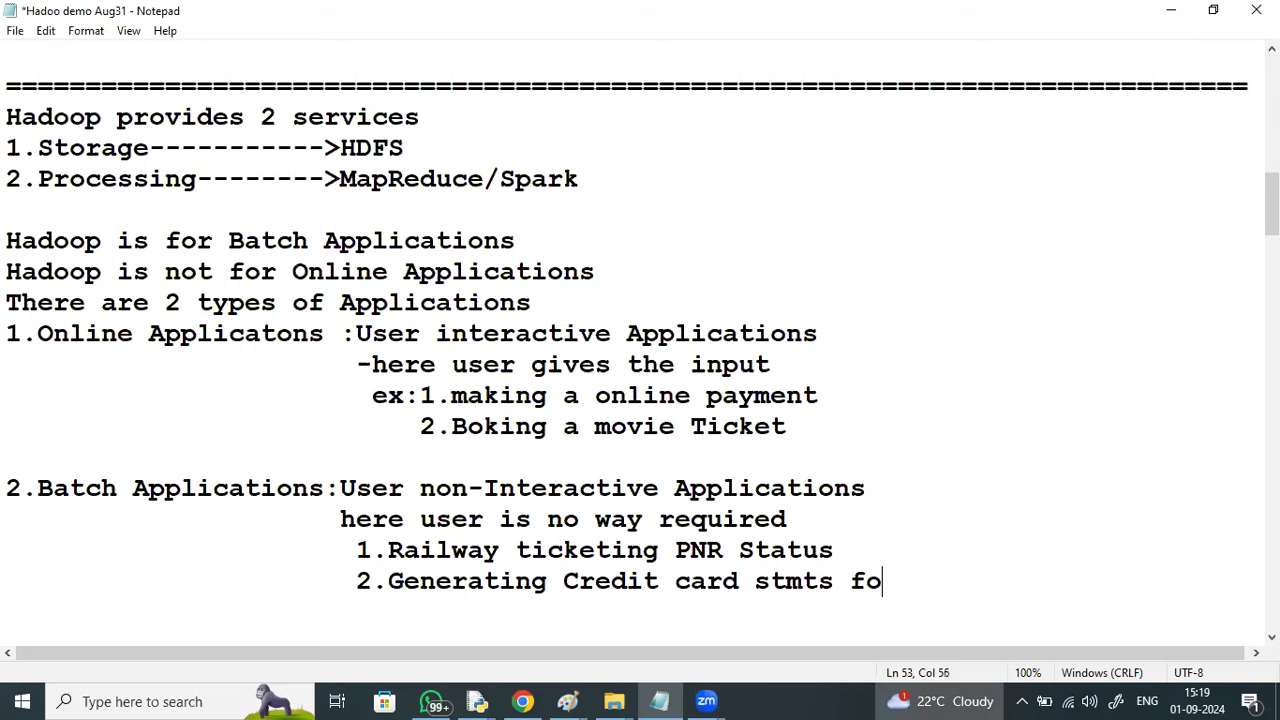 *Hadoo demo Aug31 - Notepad
File Edit Format View Help
==============================================================================
Hadoop provides 2 services
1.Storage----------->HDFS
2.Processing-------->MapReduce/Spark
Hadoop is for Batch Applications
Hadoop is not for Online Applications
There are 2 types of Applications
1.Online Applicatons :User interactive Applications
-here user gives the input
ex:1.making a online payment
2.Boking a movie Ticket
2.Batch Applications:User non-Interactive Applications
here user is no way required
1.Railway ticketing PNR Status
2.Generating Credit card stmts fo
Ln 53, Col 56 100% Windows (CRLF) UTF-8
Type here to search 99+ 1 22°C Cloudy ENG 15:19 1
01-09-2024